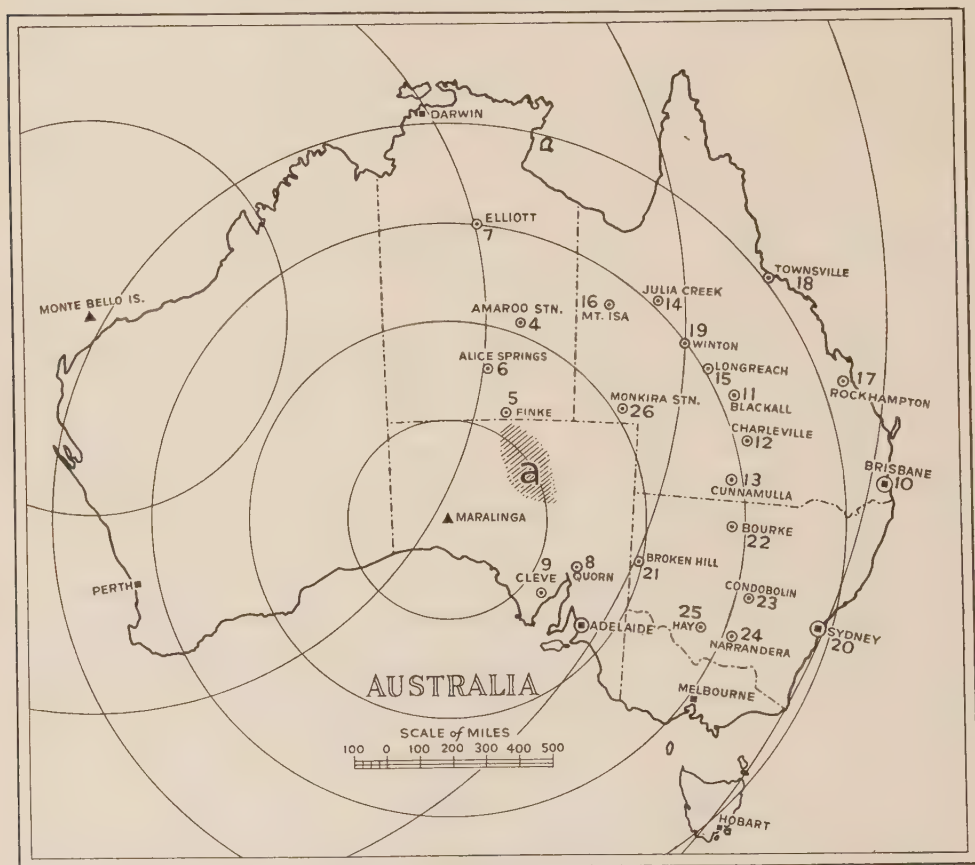 DARWIN
ELLIOTT
7
MONTE BELLO IS.
TOWNSVILLE
18
JULIA CREEK
14
16
MT. ISA
AMAROO STN.
4
19
WINTON
ALICE SPRINGS
6
LONGREACH
15
17
ROCKHAMPTON
11
BLACKALL
5
FINKE
MONKIRA STN.
26
CHARLEVILLE
12
a
BRISBANE
10
13
CUNNAMULLA
MARALINGA
BOURKE
22
PERTH
9
CLEVE
8
QUORN
BROKEN HILL
21
CONDOBOLIN
23
ADELAIDE
25
HAY
24
NARRANDERA
SYDNEY
20
AUSTRALIA
MELBOURNE
SCALE of MILES
100 0 100 200 300 400 500
HOBART